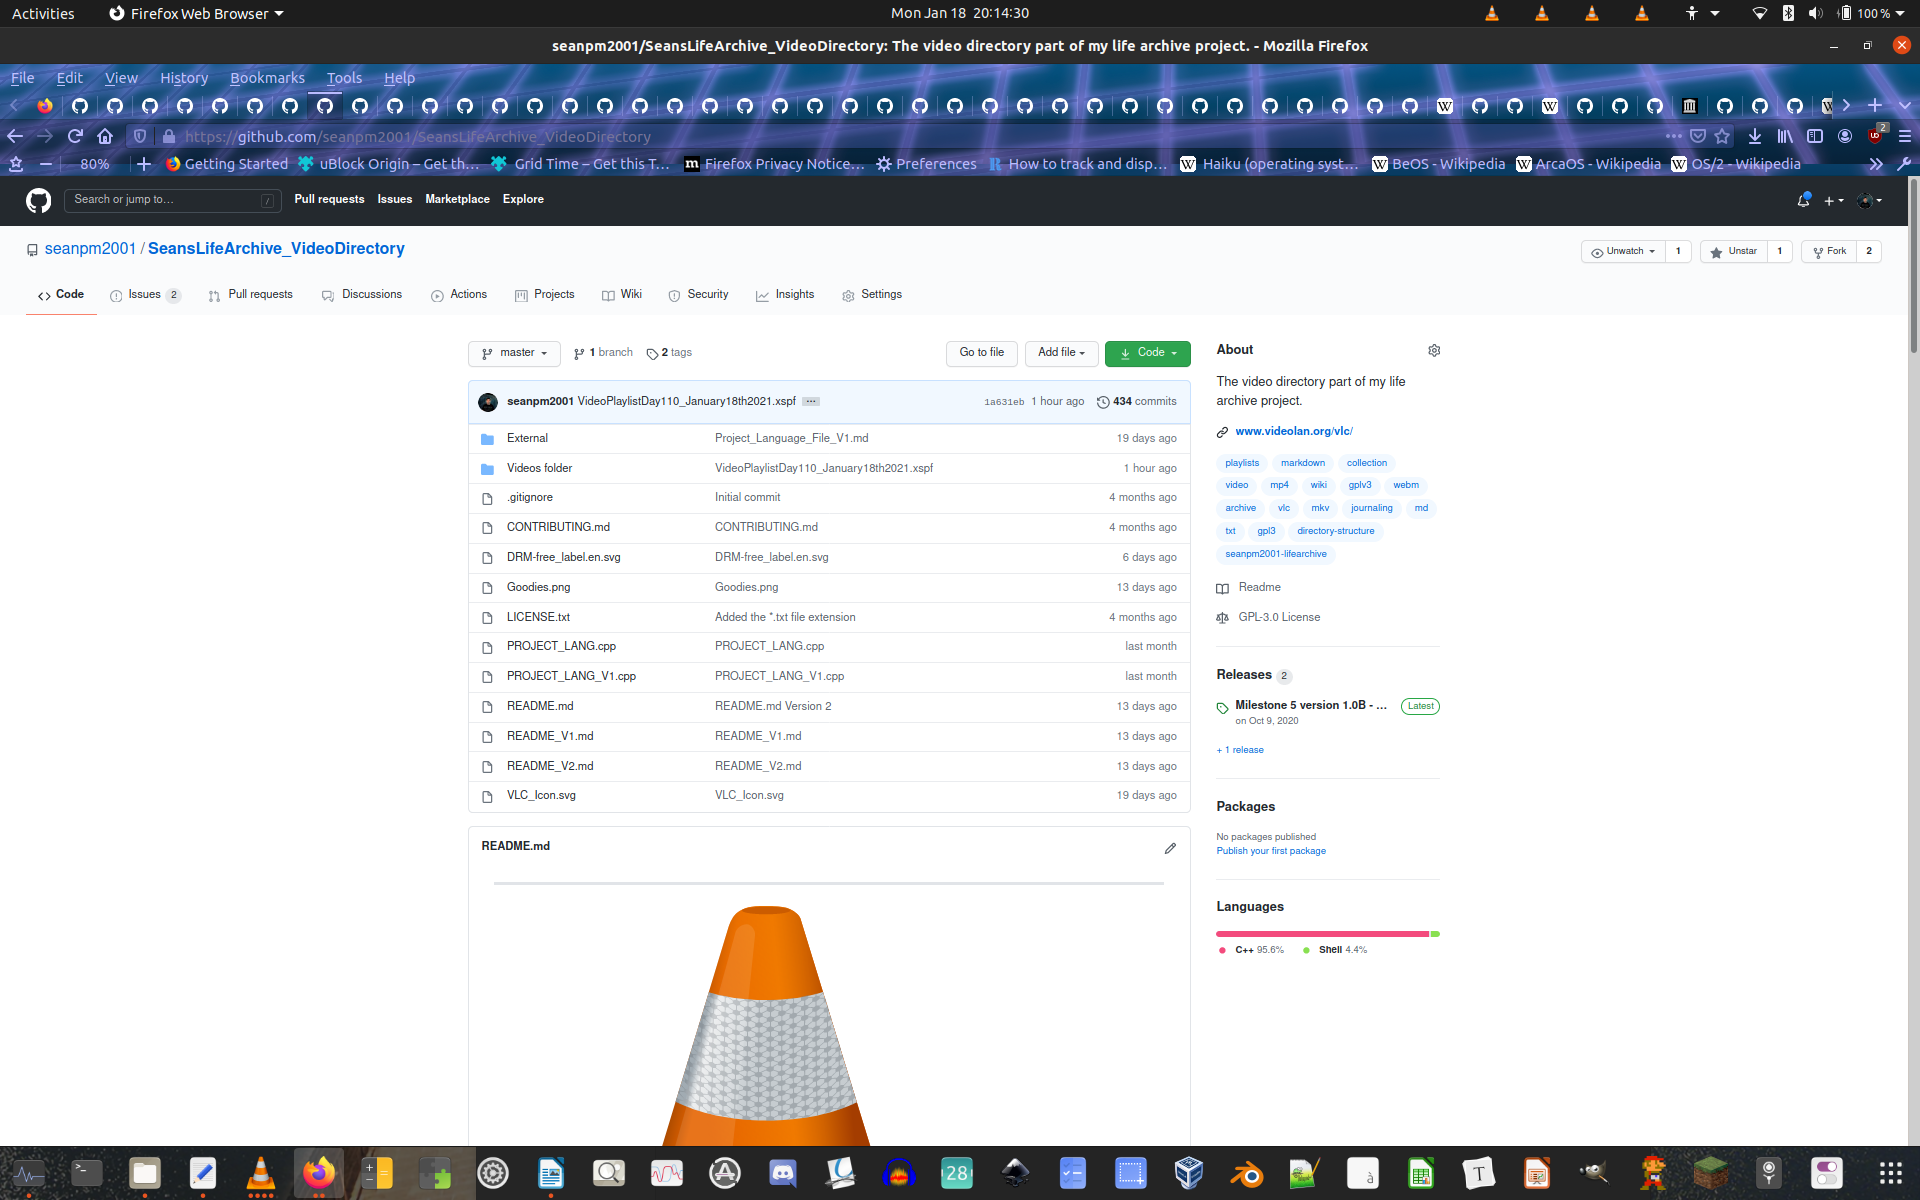 Activities Firefox Web Browser Mon Jan 18 20:14:30 100 %
seanpm2001/SeansLifeArchive_VideoDirectory: The video directory part of my life archive project. - Mozilla Firefox
File Edit View History Bookmarks Tools Help
https://github.com/seanpm2001/SeansLifeArchive_VideoDirectory 2
80% Getting Started uBlock Origin – Get th… Grid Time – Get this T… Firefox Privacy Notice… Preferences How to track and disp… Haiku (operating syst… BeOS - Wikipedia ArcaOS - Wikipedia OS/2 - Wikipedia
Search or jump to… / Pull requests Issues Marketplace Explore
seanpm2001 / SeansLifeArchive_VideoDirectory Unwatch 1 Unstar 1 Fork 2
Code Issues 2 Pull requests Discussions Actions Projects Wiki Security Insights Settings
master 1 branch 2 tags Go to file Add file Code
seanpm2001 VideoPlaylistDay110_January18th2021.xspf ... 1a631eb 1 hour ago 434 commits
External Project_Language_File_V1.md 19 days ago
Videos folder VideoPlaylistDay110_January18th2021.xspf 1 hour ago
.gitignore Initial commit 4 months ago
CONTRIBUTING.md CONTRIBUTING.md 4 months ago
DRM-free_label.en.svg DRM-free_label.en.svg 6 days ago
Goodies.png Goodies.png 13 days ago
LICENSE.txt Added the *.txt file extension 4 months ago
PROJECT_LANG.cpp PROJECT_LANG.cpp last month
PROJECT_LANG_V1.cpp PROJECT_LANG_V1.cpp last month
README.md README.md Version 2 13 days ago
README_V1.md README_V1.md 13 days ago
README_V2.md README_V2.md 13 days ago
VLC_Icon.svg VLC_Icon.svg 19 days ago
README.md
About
The video directory part of my life
archive project.
www.videolan.org/vlc/
playlists markdown collection
video mp4 wiki gplv3 webm
archive vlc mkv journaling md
txt gpl3 directory-structure
seanpm2001-lifearchive
Readme
GPL-3.0 License
Releases 2
Milestone 5 version 1.0B - ... Latest
on Oct 9, 2020
+ 1 release
Packages
No packages published
Publish your first package
Languages
C++ 95.6% Shell 4.4%
28